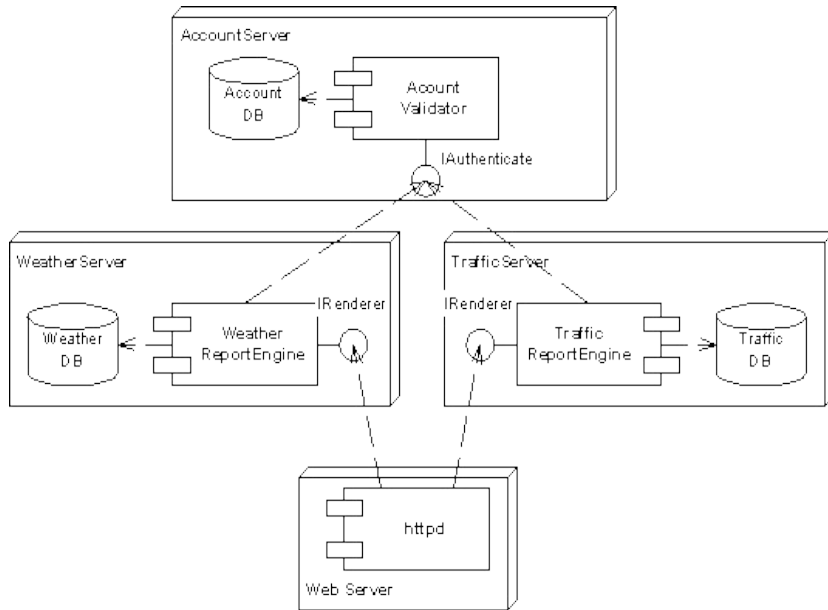 AccountServer
Account
DB
Acount
Validator
IAuthenticate
WeatherServer
Weather
DB
Weather
ReportEngine
IRenderer
TrafficServer
IRenderer
Traffic
ReportEngine
Traffic
DB
httpd
Web Server